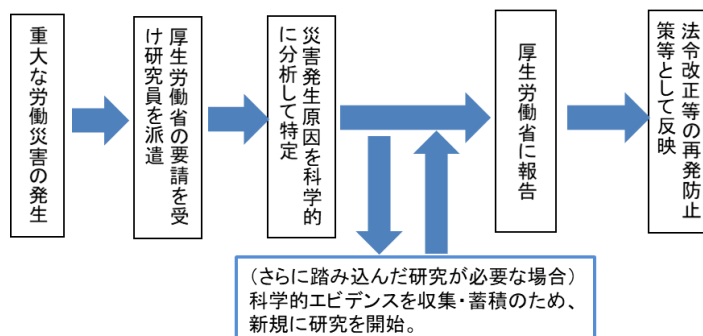 重大な労働災害の発生
厚生労働省の要請を受
け研究員を派遣
災害発生原因を科学的
に分析して特定
厚生労働省に報告
法令改正等の再発防止
策等として反映
(さらに踏み込んだ研究が必要な場合)
科学的エビデンスを収集・蓄積のため、
新規に研究を開始。